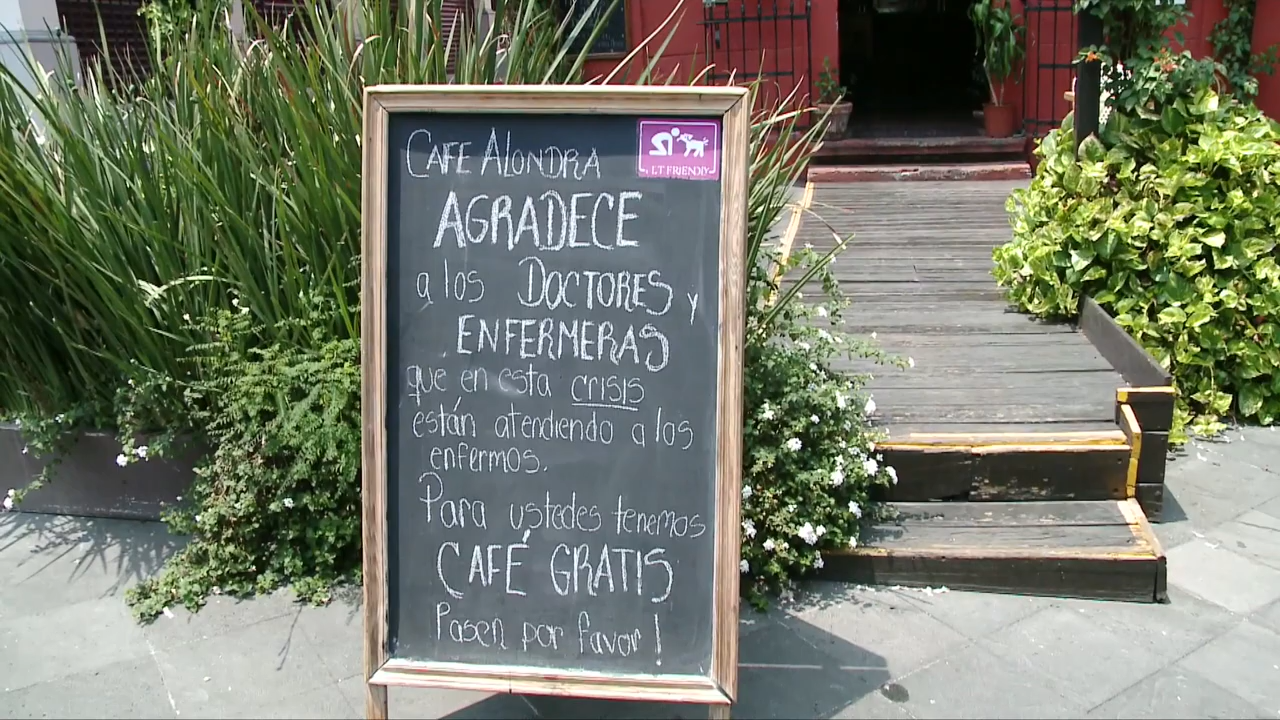 CAFE ALONDRA
I.T. FRIENDLY
AGRADECE
a los DOCTORES y
ENFERMERAS
que en esta crisis
están atendiendo a los
enfermos.
Para ustedes tenemos
CAFÉ GRATIS
Pasen por favor!